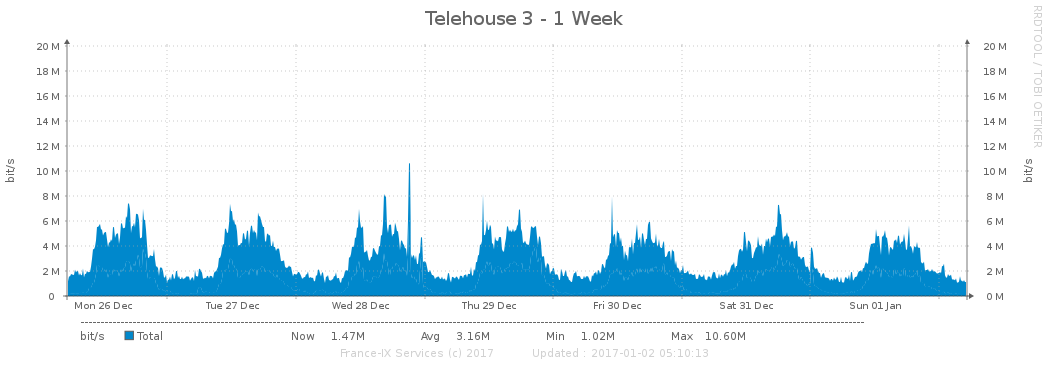 Telehouse 3 - 1 Week
RRDTOOL / TOBI OETIKER
20 M 20 M
18 M 18 M
16 M 16 M
14 M 14 M
12 M 12 M
10 M 10 M
8 M 8 M
6 M 6 M
4 M 4 M
2 M 2 M
0 0 M
bit/s bit/s
Mon 26 Dec Tue 27 Dec Wed 28 Dec Thu 29 Dec Fri 30 Dec Sat 31 Dec Sun 01 Jan
bit/s Total Now 1.47M Avg 3.16M Min 1.02M Max 10.60M
France-IX Services (c) 2017 Updated : 2017-01-02 05:10:13